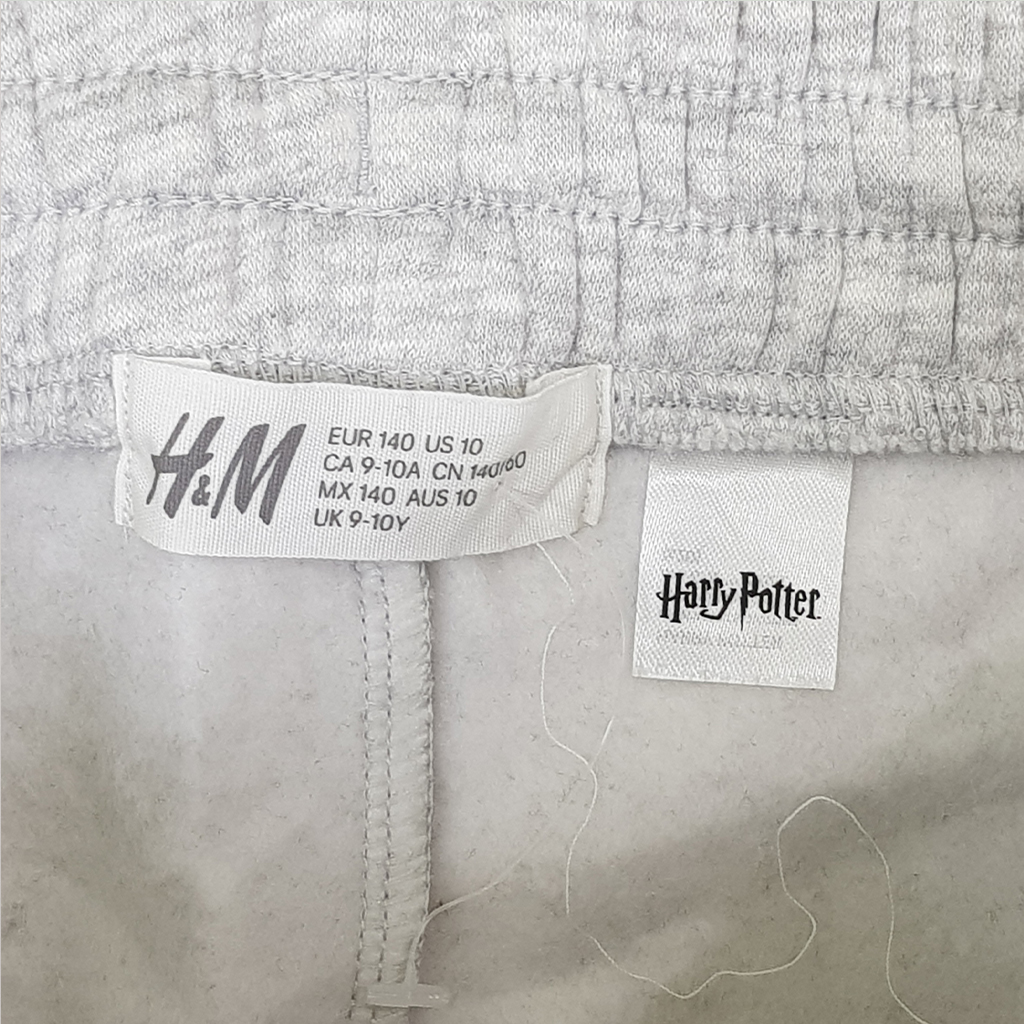 H&M
EUR 140 US 10
CA 9-10A CN 140/60
MX 140 AUS 10
UK 9-10Y
Harry Potter